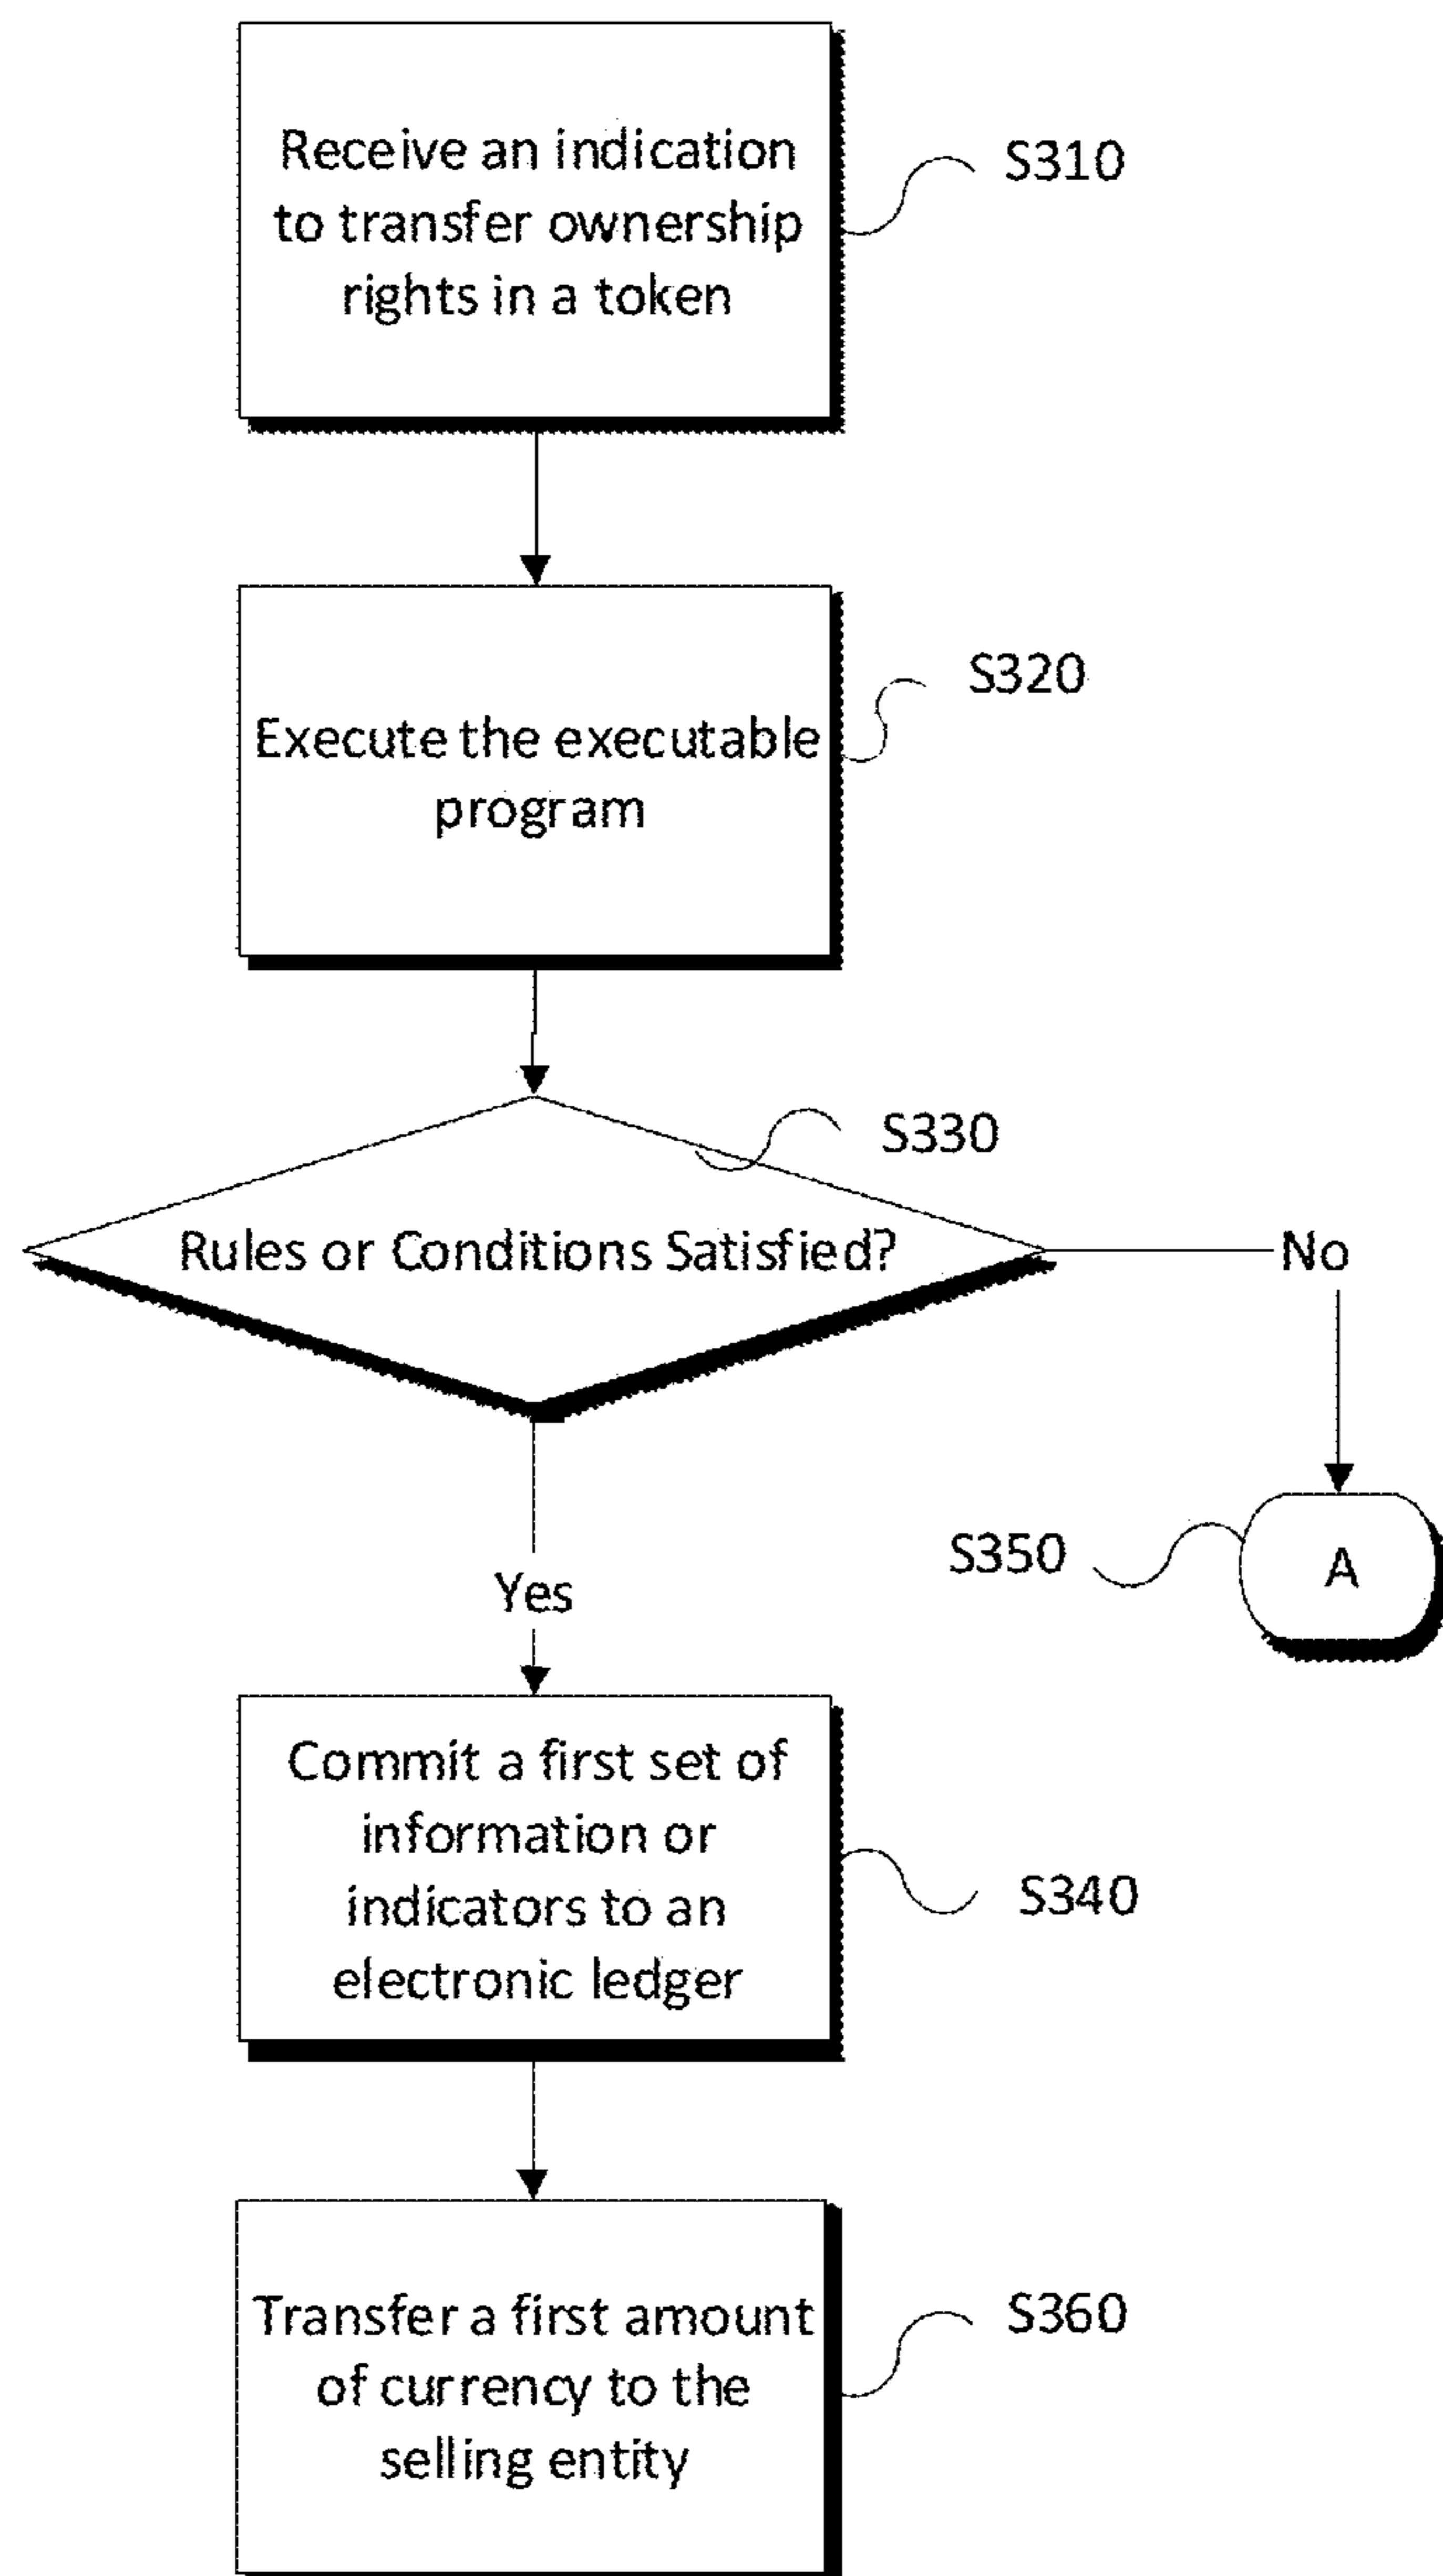 Receive an indication
to transfer ownership
rights in a token
S310
Execute the executable
program
S320
Rules or Conditions Satisfied?
S330
No
A
S350
Yes
Commit a first set of
information or
indicators to an
electronic ledger
S340
Transfer a first amount
of currency to the
selling entity
S360